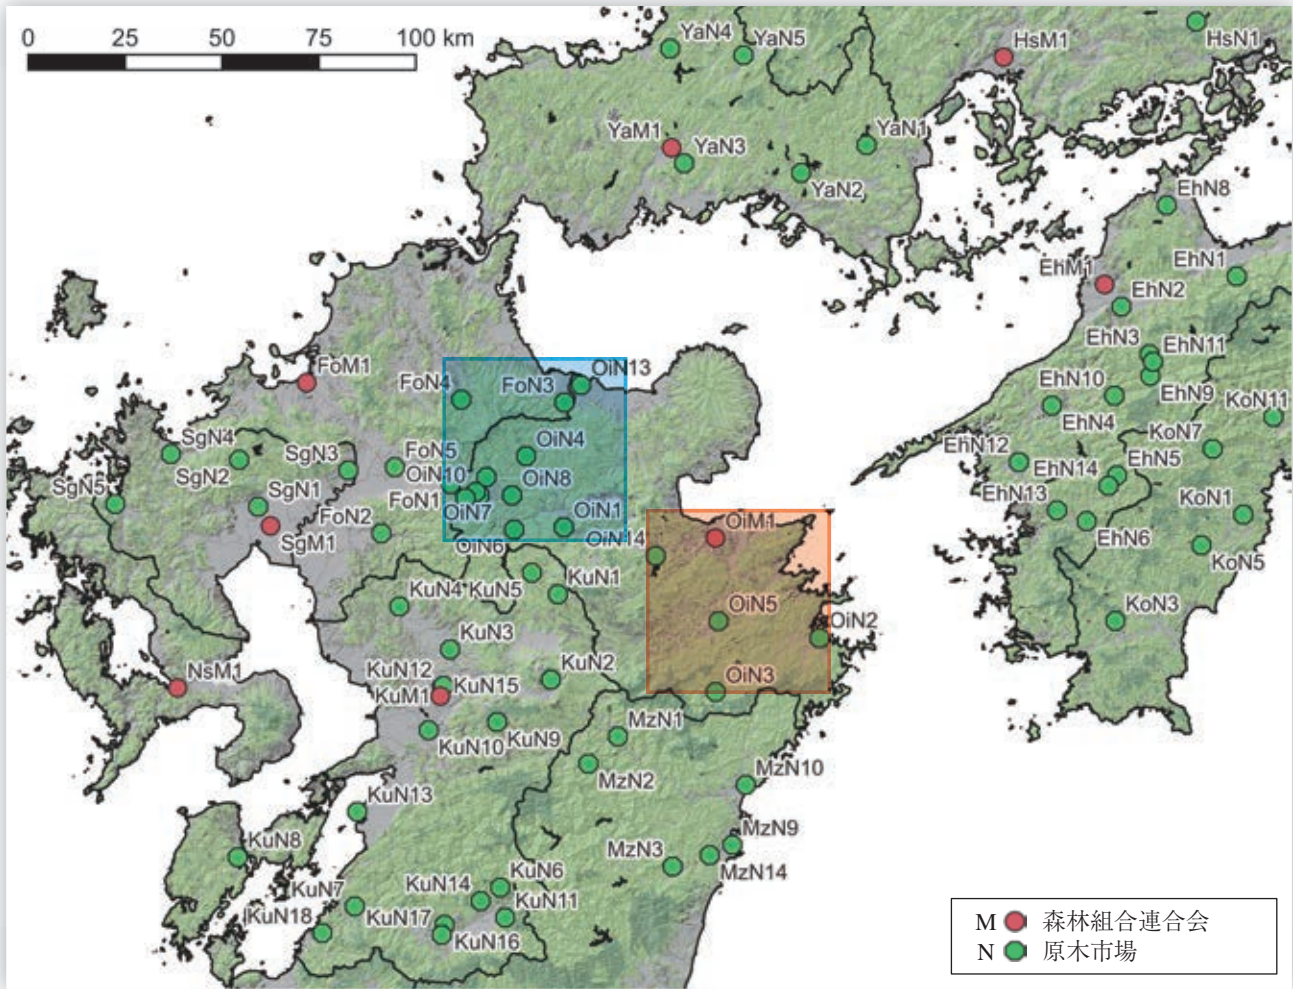 0 25 50 75 100 km
YaN4
YaN5
HsM1
HsN1
YaM1
YaN3
YaN1
YaN2
EhN8
EhM1
EhN1
EhN2
EhN3
EhN11
EhN10
EhN9
EhN4
KoN11
EhN12
KoN7
EhN14
EhN5
EhN13
KoN1
EhN6
KoN5
KoN3
FoM1
FoN4
FoN3
OiN13
SgN4
SgN2
SgN3
FoN5
OiN4
OiN10
OiN8
SgN5
SgN1
FoN1
OiN7
OiN1
FoN2
SgM1
OiN6
OiN14
OiM1
KuN4
KuN5
KuN1
OiN5
OiN2
KuN3
KuN12
KuN15
KuN2
OiN3
NsM1
KuM1
KuN10
KuN9
MzN1
MzN2
MzN10
KuN13
MzN9
KuN8
MzN3
MzN14
KuN7
KuN14
KuN6
KuN11
KuN18
KuN17
KuN16
M 森林組合連合会
N 原木市場